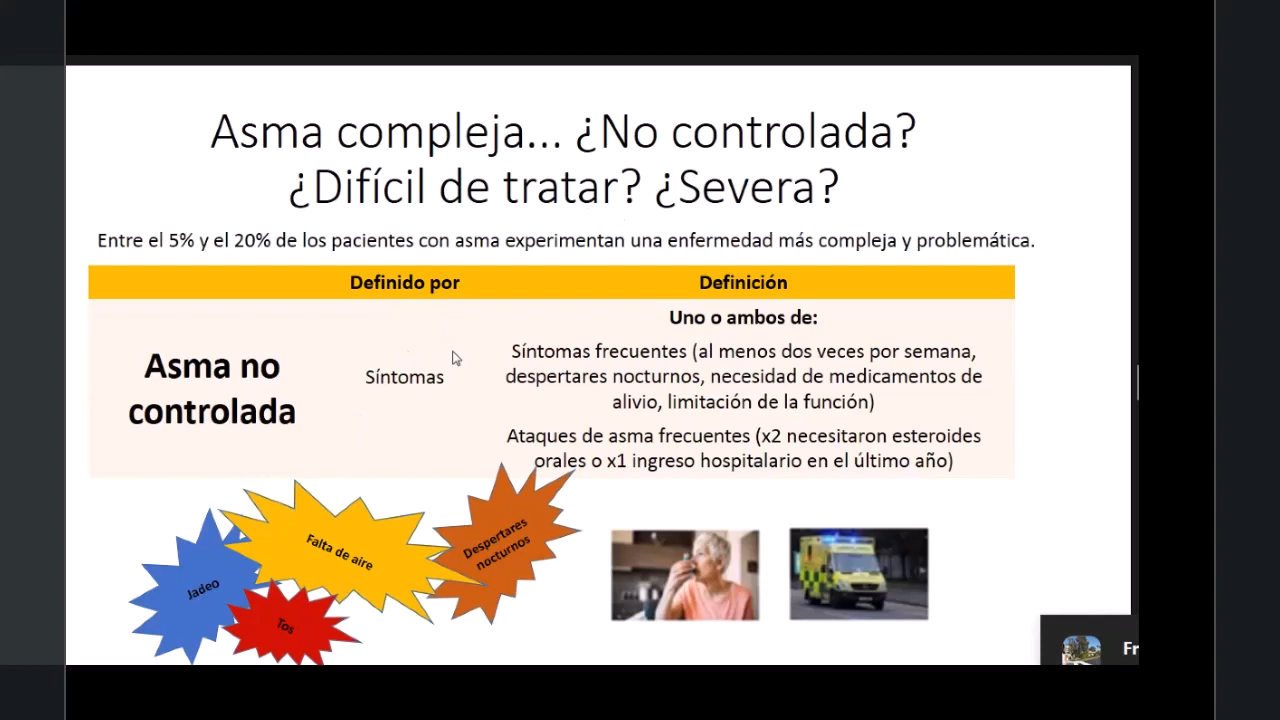 Asma compleja... ¿No controlada?
¿Difícil de tratar? ¿Severa?
Entre el 5% y el 20% de los pacientes con asma experimentan una enfermedad más compleja y problemática.
Definido por
Definición
Asma no
controlada
Síntomas
Uno o ambos de:
Síntomas frecuentes (al menos dos veces por semana,
despertares nocturnos, necesidad de medicamentos de
alivio, limitación de la función)
Ataques de asma frecuentes (x2 necesitaron esteroides
orales o x1 ingreso hospitalario en el último año)
Jadeo
Falta de aire
Despertares
nocturnos
Tos
Fr